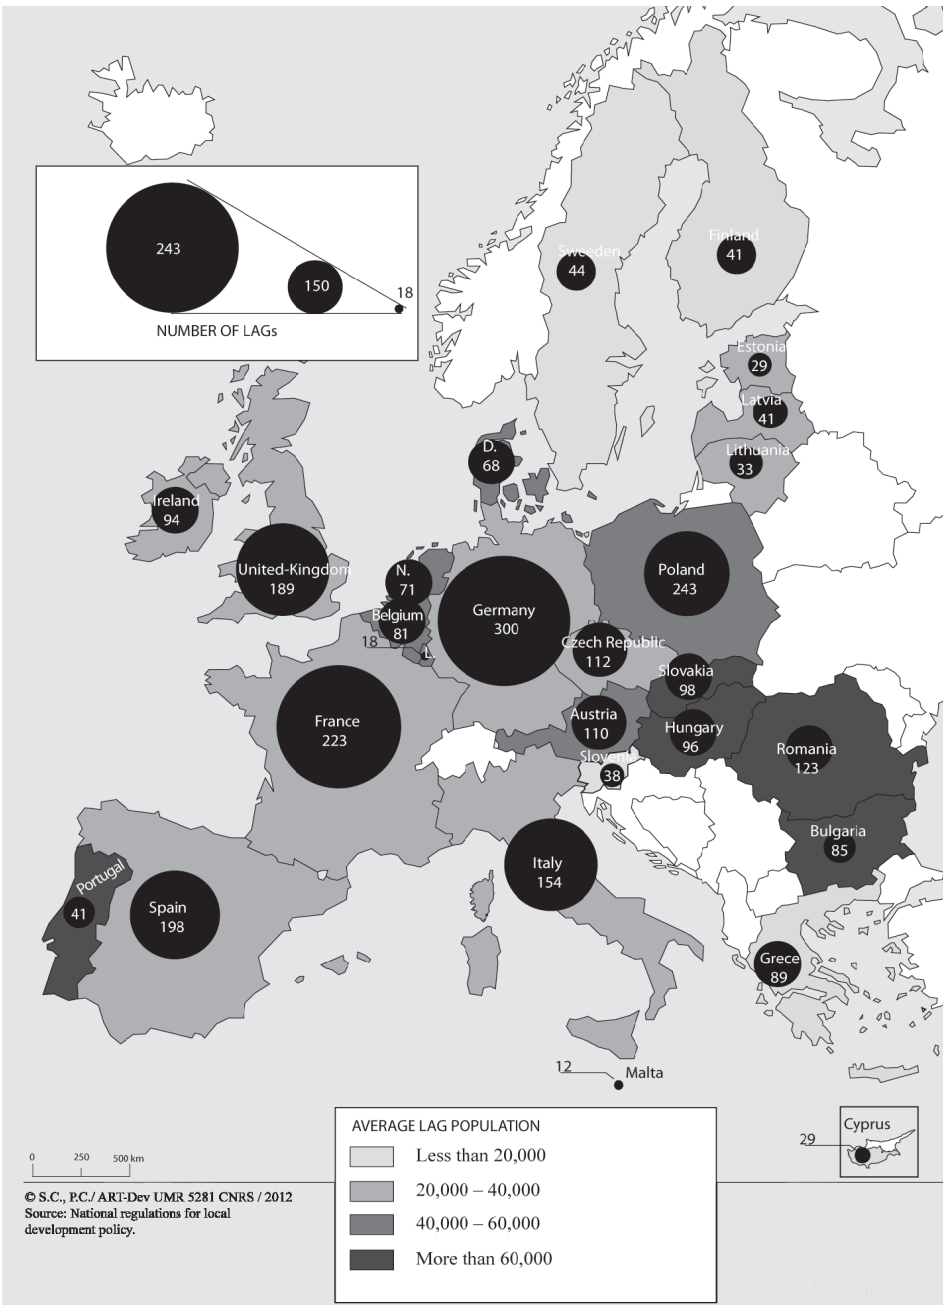 243
150
18
NUMBER OF LAGs
Sweeden
44
Finland
41
Estonia
29
Latvia
41
Lithuania
33
D.
68
Ireland
94
United-Kingdom
189
N.
71
Belgium
81
18
L.
Germany
300
Poland
243
Czech Republic
112
Slovakia
98
France
223
Austria
110
Hungary
96
Slovenia
38
Romania
123
Bulgaria
85
Italy
154
Portugal
41
Spain
198
Grece
89
12
Malta
Cyprus
29
AVERAGE LAG POPULATION
Less than 20,000
20,000 – 40,000
40,000 – 60,000
More than 60,000
0 250 500 km
© S.C., P.C./ ART-Dev UMR 5281 CNRS / 2012
Source: National regulations for local
development policy.